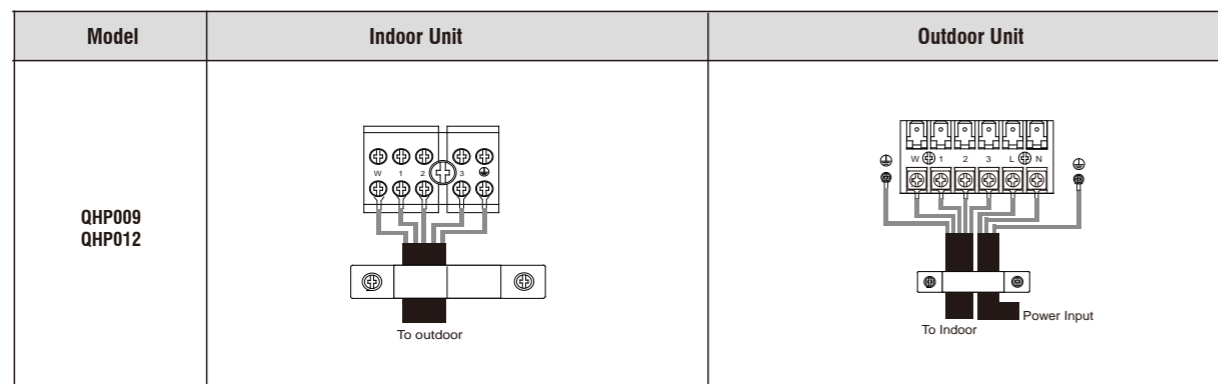 Model Indoor Unit Outdoor Unit
QHP009
QHP012
W 1 2 3
To outdoor
W 1 2 3 L N
To Indoor
Power Input